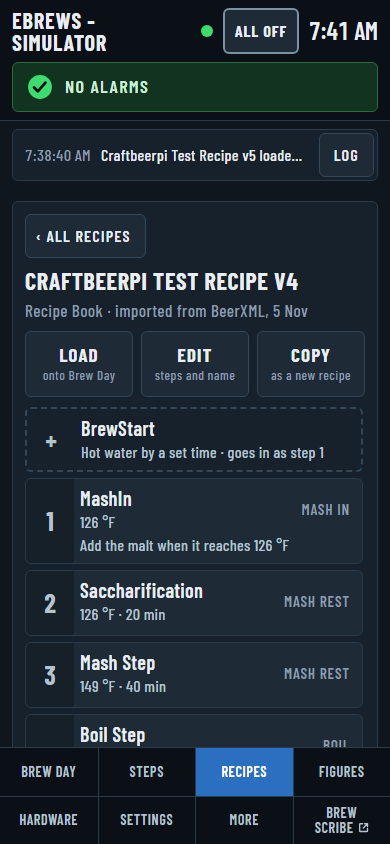 EBREWS -
SIMULATOR
ALL OFF
7:41 AM
NO ALARMS
7:38:40 AM Craftbeerpi Test Recipe v5 loade...
LOG
‹ ALL RECIPES
CRAFTBEERPI TEST RECIPE V4
Recipe Book · imported from BeerXML, 5 Nov
LOAD
onto Brew Day
EDIT
steps and name
COPY
as a new recipe
+
BrewStart
Hot water by a set time · goes in as step 1
1
MashIn
126 °F
Add the malt when it reaches 126 °F
MASH IN
2
Saccharification
126 °F · 20 min
MASH REST
3
Mash Step
149 °F · 40 min
MASH REST
Boil Step
BOIL
BREW DAY
STEPS
RECIPES
FIGURES
HARDWARE
SETTINGS
MORE
BREW
SCRIBE